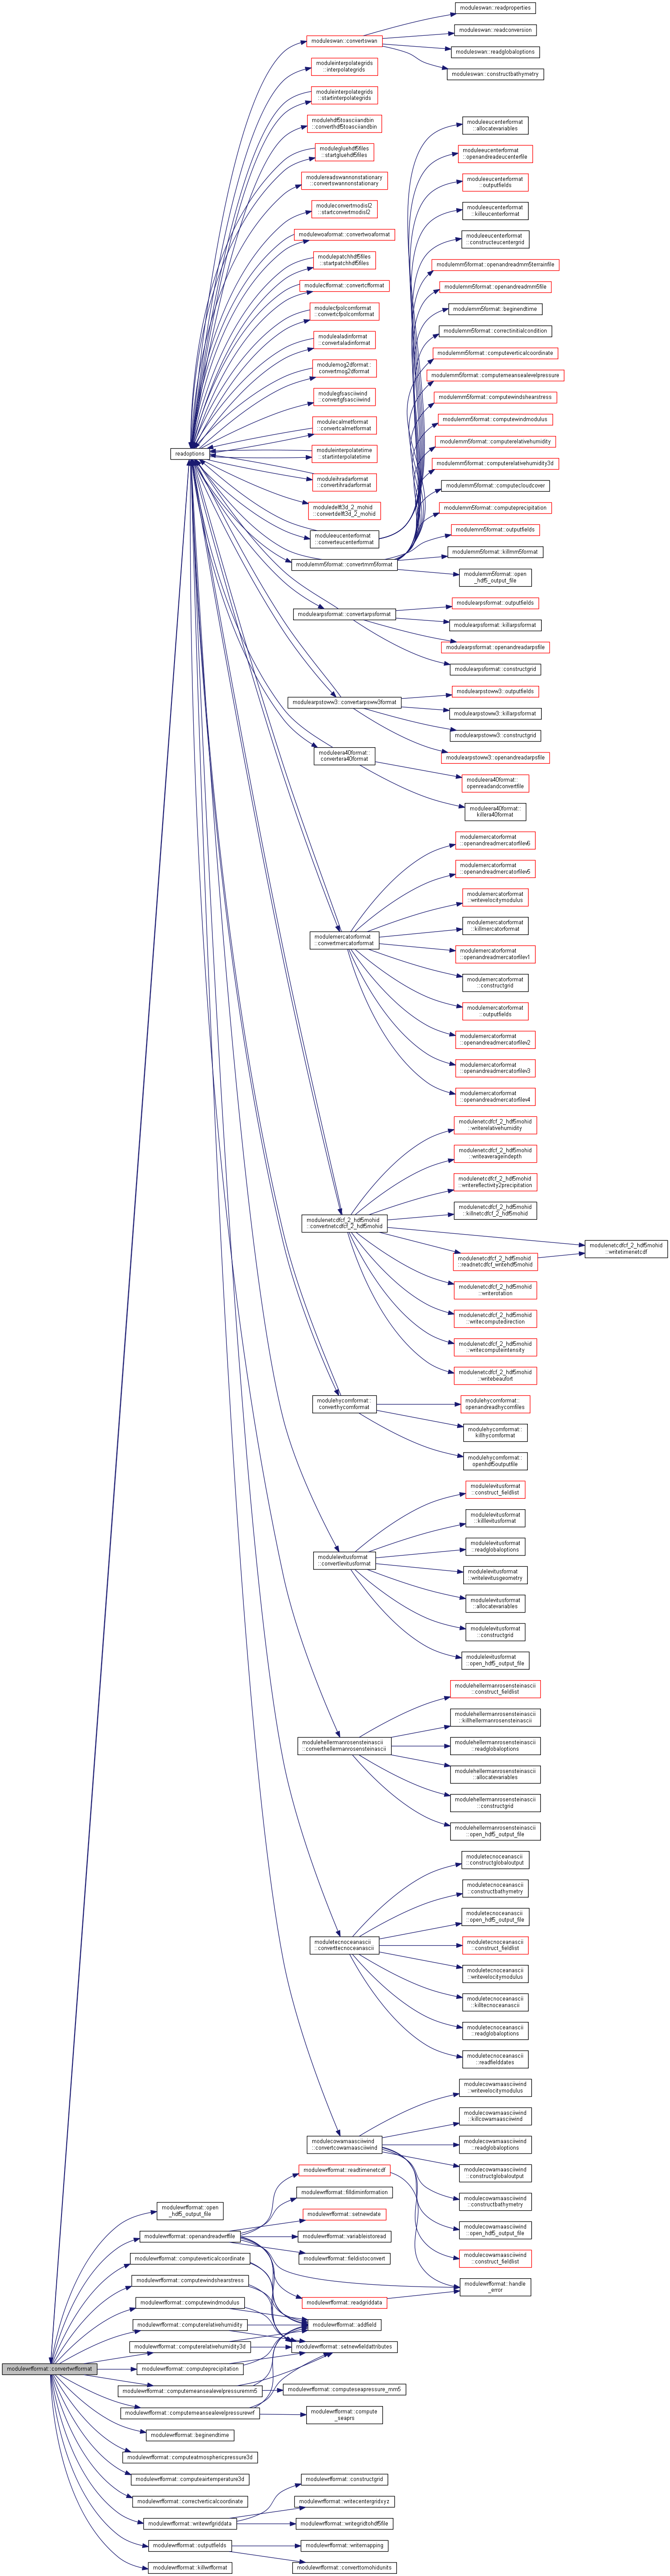 moduleswan::readproperties
moduleswan::convertswan
moduleswan::readconversion
moduleswan::readglobaloptions
moduleinterpolategrids
::interpolategrids
moduleswan::constructbathymetry
moduleinterpolategrids
::startinterpolategrids
modulehdf5toasciiandbin
::converthdf5toasciiandbin
moduleeucenterformat
::allocatevariables
modulegluehdf5files
::startgluehdf5files
moduleeucenterformat
::openandreadeucenterfile
modulereadswannonstationary
::convertswannonstationary
moduleeucenterformat
::outputfields
moduleconvertmodisl2
::startconvertmodisl2
moduleeucenterformat
::killeucenterformat
modulewoaformat::convertwoaformat
moduleeucenterformat
::constructeucentergrid
modulepatchhdf5files
::startpatchhdf5files
modulemm5format::openandreadmm5terrainfile
modulecfformat::convertcfformat
modulemm5format::openandreadmm5file
modulecfpolcomformat
::convertcfpolcomformat
modulemm5format::beginendtime
modulealadinformat
::convertaladinformat
modulemm5format::correctinitialcondition
modulemog2dformat::
convertmog2dformat
modulemm5format::computeverticalcoordinate
modulemm5format::computemeansealevelpressure
modulegfsasciiwind
::convertgfsasciiwind
modulemm5format::computewindshearstress
modulecalmetformat
::convertcalmetformat
modulemm5format::computewindmodulus
readoptions
moduleinterpolatetime
::startinterpolatetime
modulemm5format::computerelativehumidity
modulemm5format::computerelativehumidity3d
moduleihradarformat
::convertihradarformat
modulemm5format::computecloudcover
moduledelft3d_2_mohid
::convertdelft3d_2_mohid
modulemm5format::computeprecipitation
moduleeucenterformat
::converteucenterformat
modulemm5format::outputfields
modulemm5format::convertmm5format
modulemm5format::killmm5format
modulemm5format::open
_hdf5_output_file
modulearpsformat::convertarpsformat
modulearpsformat::outputfields
modulearpsformat::killarpsformat
modulearpsformat::openandreadarpsfile
modulearpsformat::constructgrid
modulearpstoww3::convertarpsww3format
modulearpstoww3::outputfields
modulearpstoww3::killarpsformat
modulearpstoww3::constructgrid
modulearpstoww3::openandreadarpsfile
moduleera40format::
convertera40format
moduleera40format::
openreadandconvertfile
moduleera40format::
killera40format
modulemercatorformat
::openandreadmercatorfilev6
modulemercatorformat
::openandreadmercatorfilev5
modulemercatorformat
::writevelocitymodulus
modulemercatorformat
::killmercatorformat
modulemercatorformat
::convertmercatorformat
modulemercatorformat
::openandreadmercatorfilev1
modulemercatorformat
::constructgrid
modulemercatorformat
::outputfields
modulemercatorformat
::openandreadmercatorfilev2
modulemercatorformat
::openandreadmercatorfilev3
modulemercatorformat
::openandreadmercatorfilev4
modulenetcdfcf_2_hdf5mohid
::writerelativehumidity
modulenetcdfcf_2_hdf5mohid
::writeaverageindepth
modulenetcdfcf_2_hdf5mohid
::writereflectivity2precipitation
modulenetcdfcf_2_hdf5mohid
::killnetcdfcf_2_hdf5mohid
modulenetcdfcf_2_hdf5mohid
::convertnetcdfcf_2_hdf5mohid
modulenetcdfcf_2_hdf5mohid
::writetimenetcdf
modulenetcdfcf_2_hdf5mohid
::readnetcdfcf_writehdf5mohid
modulenetcdfcf_2_hdf5mohid
::writerotation
modulenetcdfcf_2_hdf5mohid
::writecomputedirection
modulenetcdfcf_2_hdf5mohid
::writecomputeintensity
modulenetcdfcf_2_hdf5mohid
::writebeaufort
modulehycomformat::
converthycomformat
modulehycomformat::
openandreadhycomfiles
modulehycomformat::
killhycomformat
modulehycomformat::
openhdf5outputfile
modulelevitusformat
::construct_fieldlist
modulelevitusformat
::killlevitusformat
modulelevitusformat
::readglobaloptions
modulelevitusformat
::convertlevitusformat
modulelevitusformat
::writelevitusgeometry
modulelevitusformat
::allocatevariables
modulelevitusformat
::constructgrid
modulelevitusformat
::open_hdf5_output_file
modulehellermanrosensteinascii
::construct_fieldlist
modulehellermanrosensteinascii
::killhellermanrosensteinascii
modulehellermanrosensteinascii
::converthellermanrosensteinascii
modulehellermanrosensteinascii
::readglobaloptions
modulehellermanrosensteinascii
::allocatevariables
modulehellermanrosensteinascii
::constructgrid
modulehellermanrosensteinascii
::open_hdf5_output_file
moduletecnoceanascii
::constructglobaloutput
moduletecnoceanascii
::constructbathymetry
moduletecnoceanascii
::open_hdf5_output_file
moduletecnoceanascii
::converttecnoceanascii
moduletecnoceanascii
::construct_fieldlist
moduletecnoceanascii
::writevelocitymodulus
moduletecnoceanascii
::killtecnoceanascii
moduletecnoceanascii
::readglobaloptions
moduletecnoceanascii
::readfielddates
modulecowamaasciiwind
::writevelocitymodulus
modulecowamaasciiwind
::killcowamaasciiwind
modulecowamaasciiwind
::convertcowamaasciiwind
modulecowamaasciiwind
::readglobaloptions
modulecowamaasciiwind
::constructglobaloutput
modulecowamaasciiwind
::constructbathymetry
modulecowamaasciiwind
::open_hdf5_output_file
modulecowamaasciiwind
::construct_fieldlist
modulewrfformat::readtimenetcdf
modulewrfformat::handle
_error
modulewrfformat::filldiminformation
modulewrfformat::open
_hdf5_output_file
modulewrfformat::setnewdate
modulewrfformat::openandreadwrffile
modulewrfformat::variableistoread
modulewrfformat::computeverticalcoordinate
modulewrfformat::fieldistoconvert
modulewrfformat::computewindshearstress
modulewrfformat::computewindmodulus
modulewrfformat::readgriddata
modulewrfformat::computerelativehumidity
modulewrfformat::addfield
modulewrfformat::computerelativehumidity3d
modulewrfformat::setnewfieldattributes
modulewrfformat::convertwrfformat
modulewrfformat::computeprecipitation
modulewrfformat::computemeansealevelpressuremm5
modulewrfformat::computeseapressure_mm5
modulewrfformat::computemeansealevelpressurewrf
modulewrfformat::compute
_seaprs
modulewrfformat::beginendtime
modulewrfformat::computeatmosphericpressure3d
modulewrfformat::computeairtemperature3d
modulewrfformat::constructgrid
modulewrfformat::correctverticalcoordinate
modulewrfformat::writecentergridxyz
modulewrfformat::writewrfgriddata
modulewrfformat::writegridtohdf5file
modulewrfformat::outputfields
modulewrfformat::writemapping
modulewrfformat::killwrfformat
modulewrfformat::converttomohidunits